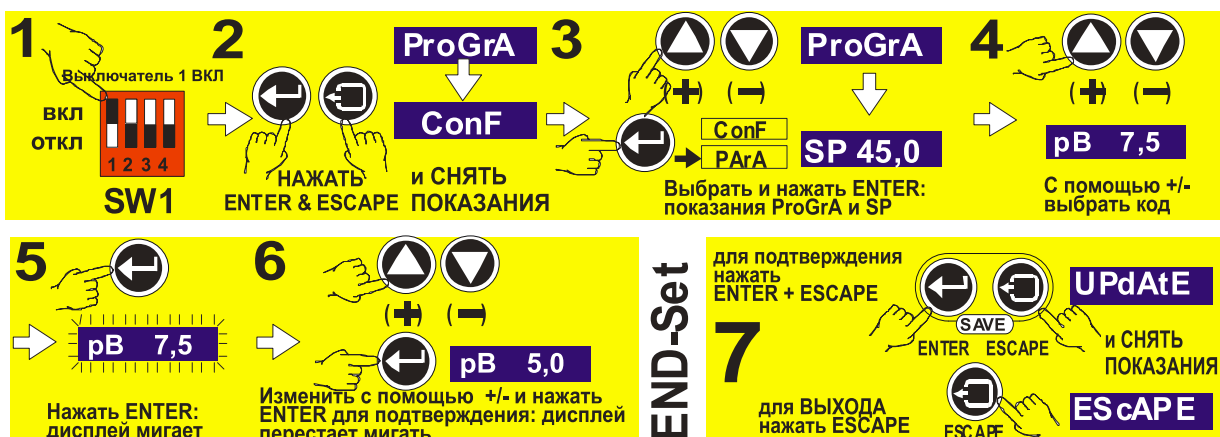 1
Выключатель 1 ВКЛ
ВКЛ
ОТКЛ
1 2 3 4
SW1
2
НАЖАТЬ
ENTER & ESCAPE
ProGrA
ConF
и СНЯТЬ
ПОКАЗАНИЯ
3
(+) (−)
ConF
PArA
ProGrA
SP 45,0
Выбрать и нажать ENTER:
показания ProGrA и SP
4
(+) (−)
pB 7,5
С помощью +/-
выбрать код
5
pB 7,5
Нажать ENTER:
дисплей мигает
6
(+) (−)
pB 5,0
Изменить с помощью +/- и нажать
ENTER для подтверждения: дисплей
перестает мигать
END-Set
7
для подтверждения
нажать
ENTER + ESCAPE
SAVE
ENTER ESCAPE
UPdAtE
и СНЯТЬ
ПОКАЗАНИЯ
для ВЫХОДА
нажать ESCAPE
ESCAPE
EScAPE